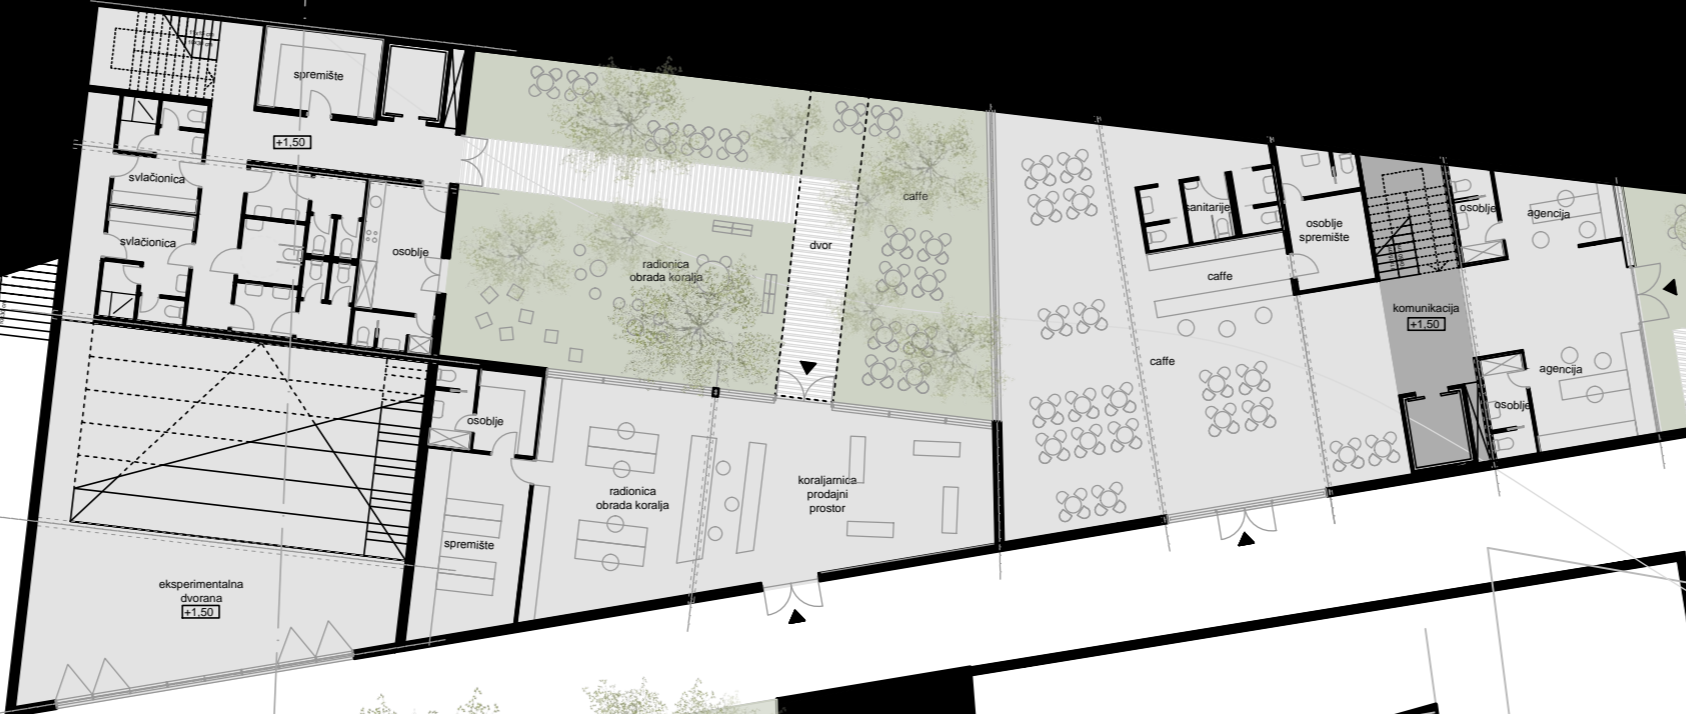 spremište
+1,50
svlačionica
svlačionica
osoblje
radionica
obrada koralja
dvor
caffe
sanitarije
osoblje
spremište
osoblje
agencija
caffe
komunikacija
+1,50
caffe
agencija
osoblje
osoblje
radionica
obrada koralja
koraljarnica
prodajni
prostor
spremište
eksperimentalna
dvorana
+1,50